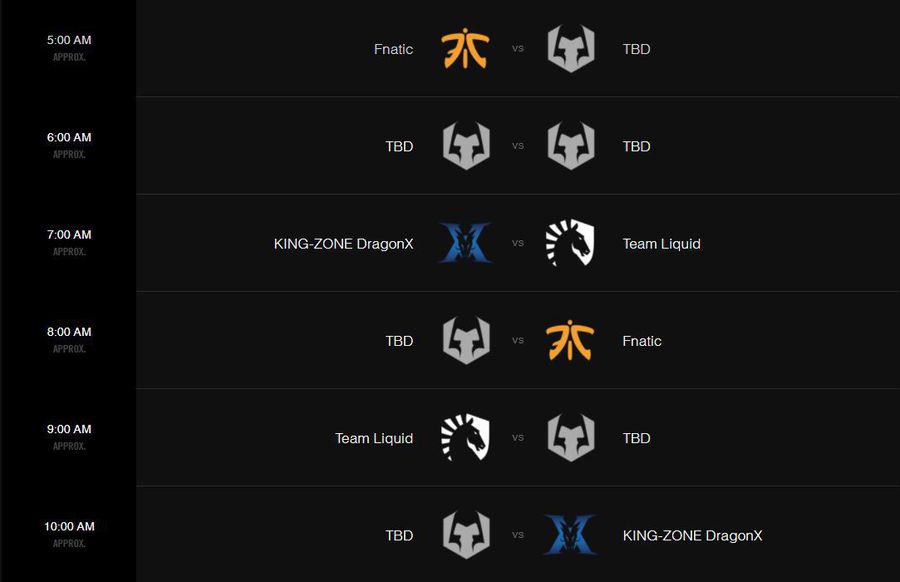 5:00 AM
APPROX.
Fnatic vs TBD
6:00 AM
APPROX.
TBD vs TBD
7:00 AM
APPROX.
KING-ZONE DragonX vs Team Liquid
8:00 AM
APPROX.
TBD vs Fnatic
9:00 AM
APPROX.
Team Liquid vs TBD
10:00 AM
APPROX.
TBD vs KING-ZONE DragonX